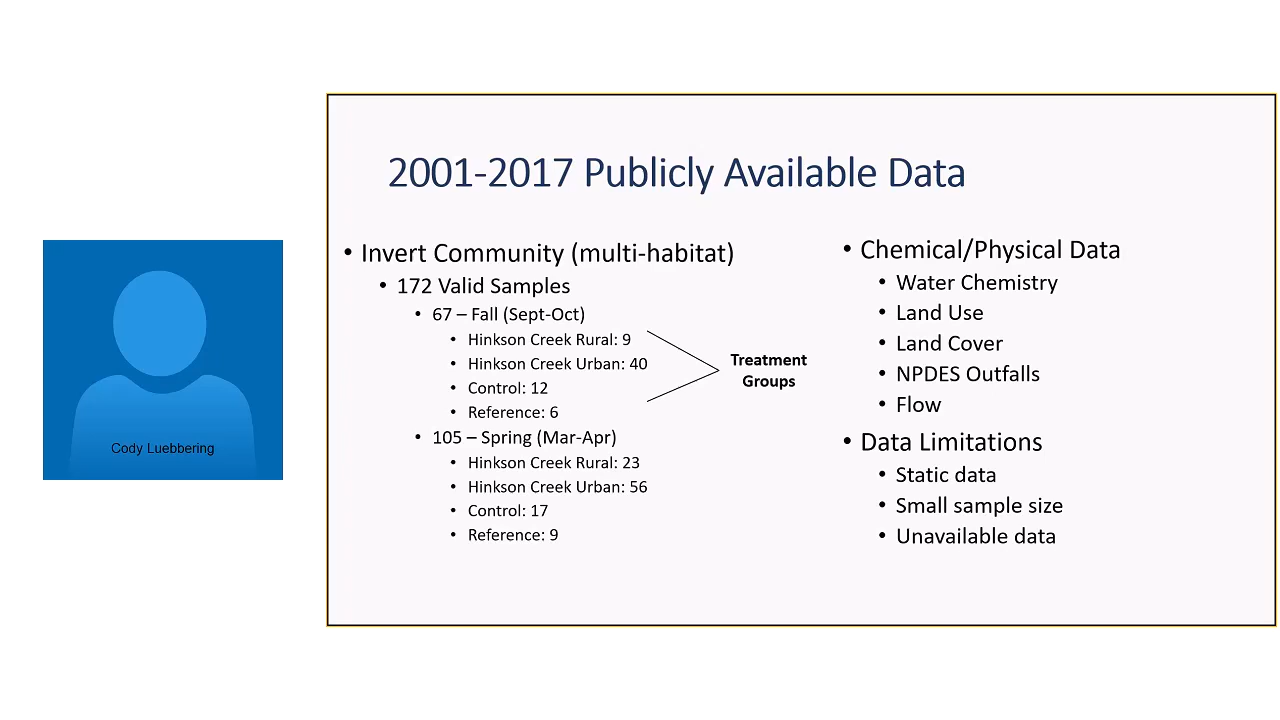 2001-2017 Publicly Available Data
• Invert Community (multi-habitat)
• 172 Valid Samples
• 67 – Fall (Sept-Oct)
• Hinkson Creek Rural: 9
• Hinkson Creek Urban: 40
• Control: 12
• Reference: 6
Treatment
Groups
• 105 – Spring (Mar-Apr)
• Hinkson Creek Rural: 23
• Hinkson Creek Urban: 56
• Control: 17
• Reference: 9
• Chemical/Physical Data
• Water Chemistry
• Land Use
• Land Cover
• NPDES Outfalls
• Flow
• Data Limitations
• Static data
• Small sample size
• Unavailable data
Cody Luebbering